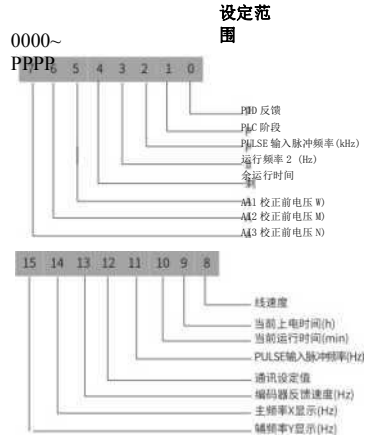 设定范
围
0000~
PPPP
7 6 5 4 3 2 1 0
PID 反馈
PLC 阶段
PULSE 输入脉冲频率(kHz)
运行频率 2 (Hz)
余运行时间
AI1 校正前电压 W)
AI2 校正前电压 M)
AI3 校正前电压 N)
15 14 13 12 11 10 9 8
线速度
当前上电时间(h)
当前运行时间(min)
PULSE输入脉冲频率(Hz)
通讯设定值
编码器反馈速度(Hz)
主频率X显示(Hz)
辅频率Y显示(Hz)